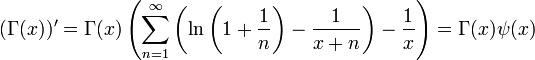 (Γ(x))′ = Γ(x) (∑_{n=1}^{∞} (ln(1 + 1/n) − 1/(x + n)) − 1/x) = Γ(x)ψ(x)